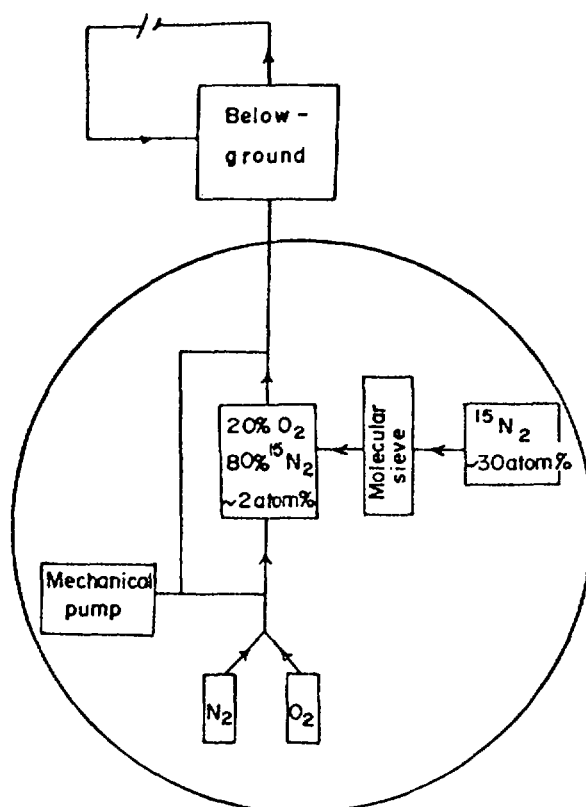 Below-
ground
20% O₂
80% ¹⁵N₂
~2 atom%
Molecular
sieve
¹⁵N₂
~30 atom%
Mechanical
pump
N₂
O₂